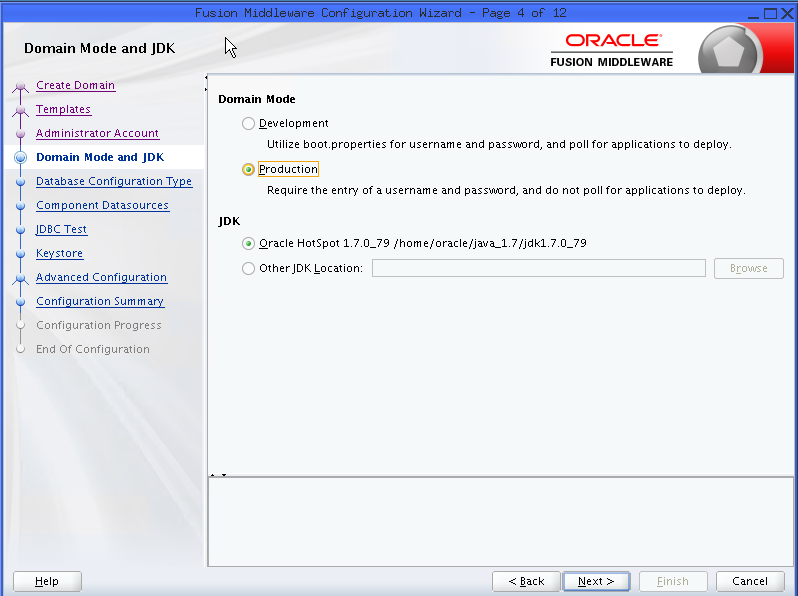 Fusion Middleware Configuration Wizard - Page 4 of 12
Domain Mode and JDK
ORACLE
FUSION MIDDLEWARE
Create Domain
Templates
Administrator Account
Domain Mode and JDK
Database Configuration Type
Component Datasources
JDBC Test
Keystore
Advanced Configuration
Configuration Summary
Configuration Progress
End Of Configuration
Domain Mode
Development
Utilize boot.properties for username and password, and poll for applications to deploy.
Production
Require the entry of a username and password, and do not poll for applications to deploy.
JDK
Oracle HotSpot 1.7.0_79 /home/oracle/java_1.7/jdk1.7.0_79
Other JDK Location:
Browse
Help
< Back
Next >
Finish
Cancel